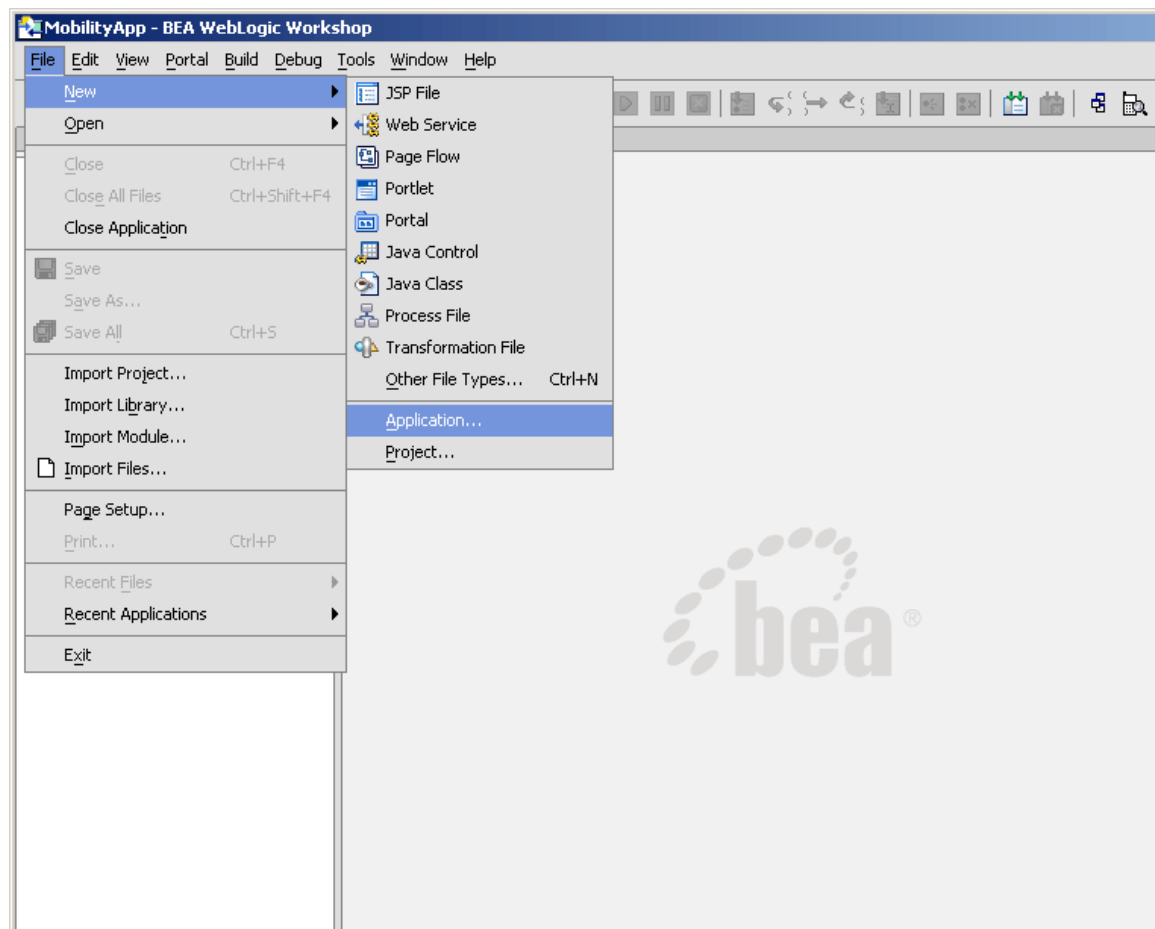 MobilityApp - BEA WebLogic Workshop
File Edit View Portal Build Debug Tools Window Help
New
Open
Close Ctrl+F4
Close All Files Ctrl+Shift+F4
Close Application
Save
Save As...
Save All Ctrl+S
Import Project...
Import Library...
Import Module...
Import Files...
Page Setup...
Print... Ctrl+P
Recent Files
Recent Applications
Exit
JSP File
Web Service
Page Flow
Portlet
Portal
Java Control
Java Class
Process File
Transformation File
Other File Types... Ctrl+N
Application...
Project...
bea®